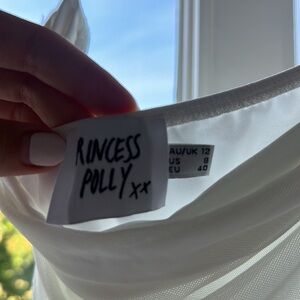 RINCESS
POLLY xx
AU/UK 12
US 8
EU 40